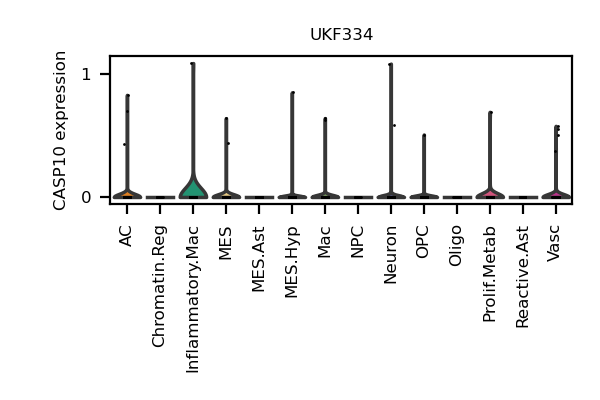 UKF334
CASP10 expression
1
0
AC
Chromatin.Reg
Inflammatory.Mac
MES
MES.Ast
MES.Hyp
Mac
NPC
Neuron
OPC
Oligo
Prolif.Metab
Reactive.Ast
Vasc